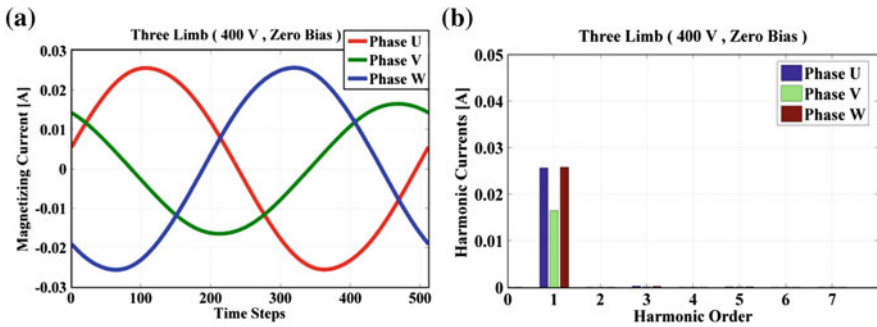 (a)
Three Limb ( 400 V , Zero Bias )
Magnetizing Current [A]
0.03
0.02
0.01
0
-0.01
-0.02
-0.03
Phase U
Phase V
Phase W
0 100 200 300 400 500
Time Steps
(b)
Three Limb ( 400 V , Zero Bias )
Harmonic Currents [A]
0.05
0.04
0.03
0.02
0.01
0
Phase U
Phase V
Phase W
0 1 2 3 4 5 6 7
Harmonic Order